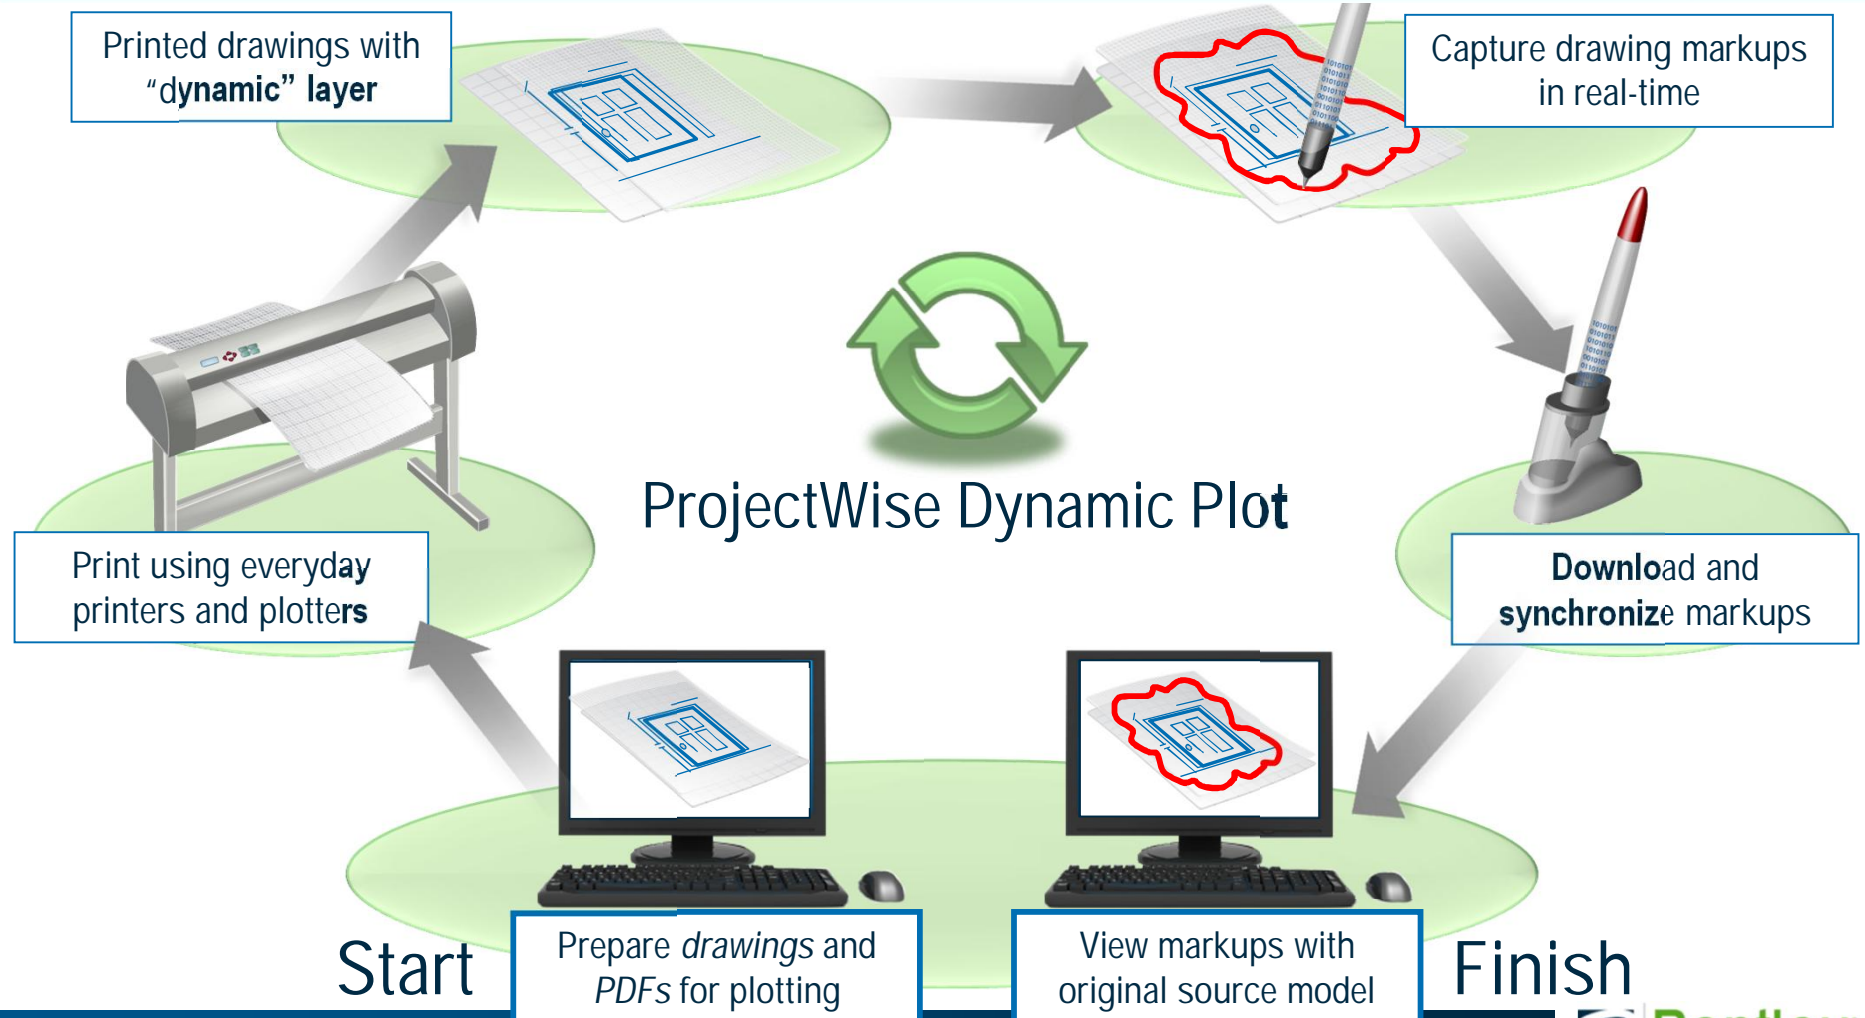 Printed drawings with
“dynamic” layer
Capture drawing markups
in real-time
ProjectWise Dynamic Plot
Print using everyday
printers and plotters
Download and
synchronize markups
Start
Prepare drawings and
PDFs for plotting
View markups with
original source model
Finish